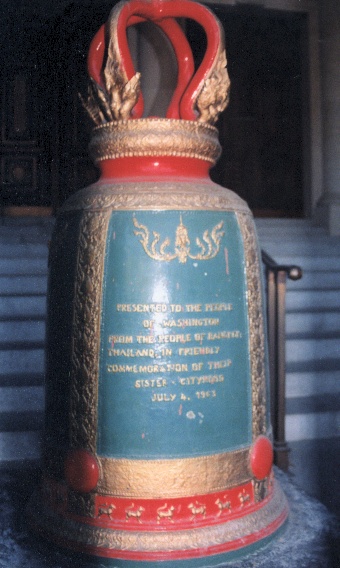 PRESENTED TO THE PEOPLE
OF WASHINGTON
FROM THE PEOPLE OF BANGKOK
THAILAND IN FRIENDLY
COMMEMORATION OF THEIR
SISTER - CITYHOOD
JULY 4, 1962